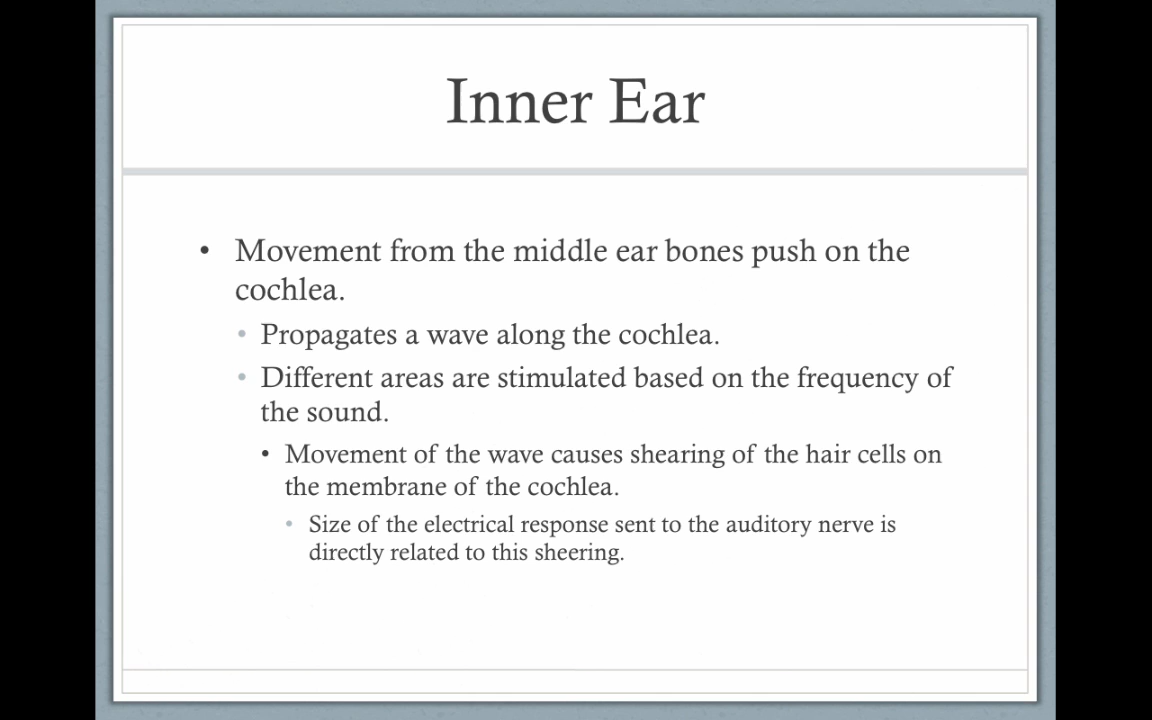 Inner Ear
• Movement from the middle ear bones push on the
cochlea.
• Propagates a wave along the cochlea.
• Different areas are stimulated based on the frequency of
the sound.
• Movement of the wave causes shearing of the hair cells on
the membrane of the cochlea.
• Size of the electrical response sent to the auditory nerve is
directly related to this sheering.